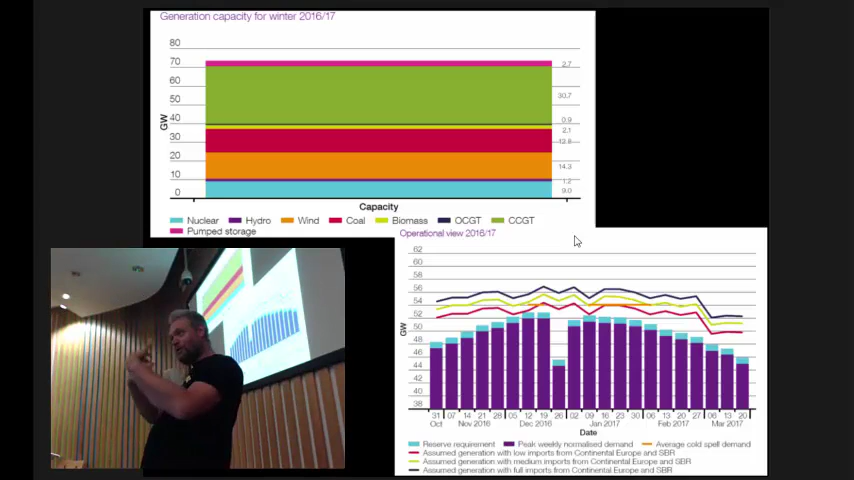 Generation capacity for winter 2016/17
80
70
60
50
40
30
20
10
0
GW
2.7
30.7
0.9
2.1
14.3
1.2
9.0
Capacity
Nuclear Hydro Wind Coal Biomass OCGT CCGT
Pumped storage
Operational view 2016/17
62
60
58
56
54
52
50
48
46
44
42
40
38
GW
31 07 14 21 28 05 12 19 26 02 09 16 23 30 06 13 20 27 06 13 20
Oct Nov 2016 Dec 2016 Jan 2017 Feb 2017 Mar 2017
Date
Reserve requirement Peak weekly normalised demand Average cold spell demand
Assumed generation with low imports from Continental Europe and SBR
Assumed generation with medium imports from Continental Europe and SBR
Assumed generation with full imports from Continental Europe and SBR